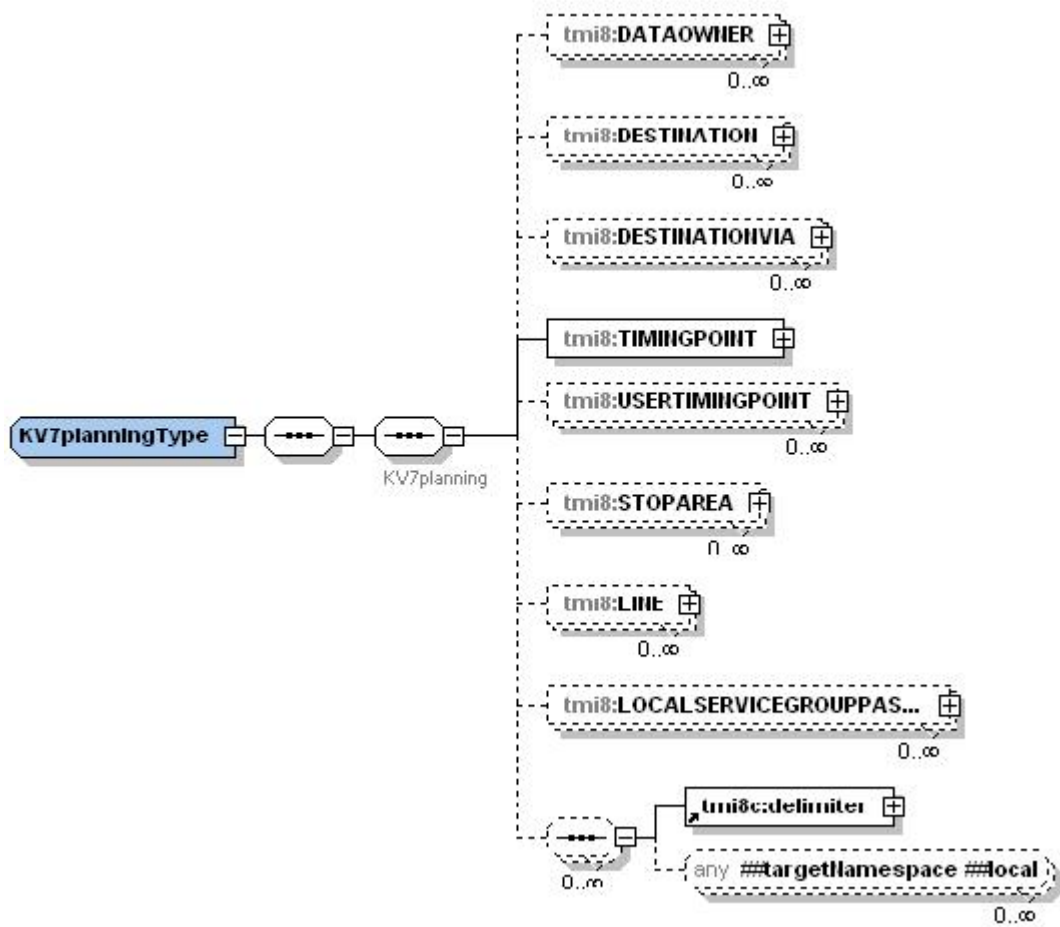 tmi8:DATAOWNER
0..∞
tmi8:DESTINATION
0..∞
tmi8:DESTINATIONVIA
0..∞
tmi8:TIMINGPOINT
tmi8:USERTIMINGPOINT
0..∞
KV7planningType
KV7planning
tmi8:STOPAREA
0..∞
tmi8:LINE
0..∞
tmi8:LOCALSERVICEGROUPPAS...
0..∞
tmi8c:delimiter
0..∞
any ##targetNamespace ##local
0..∞